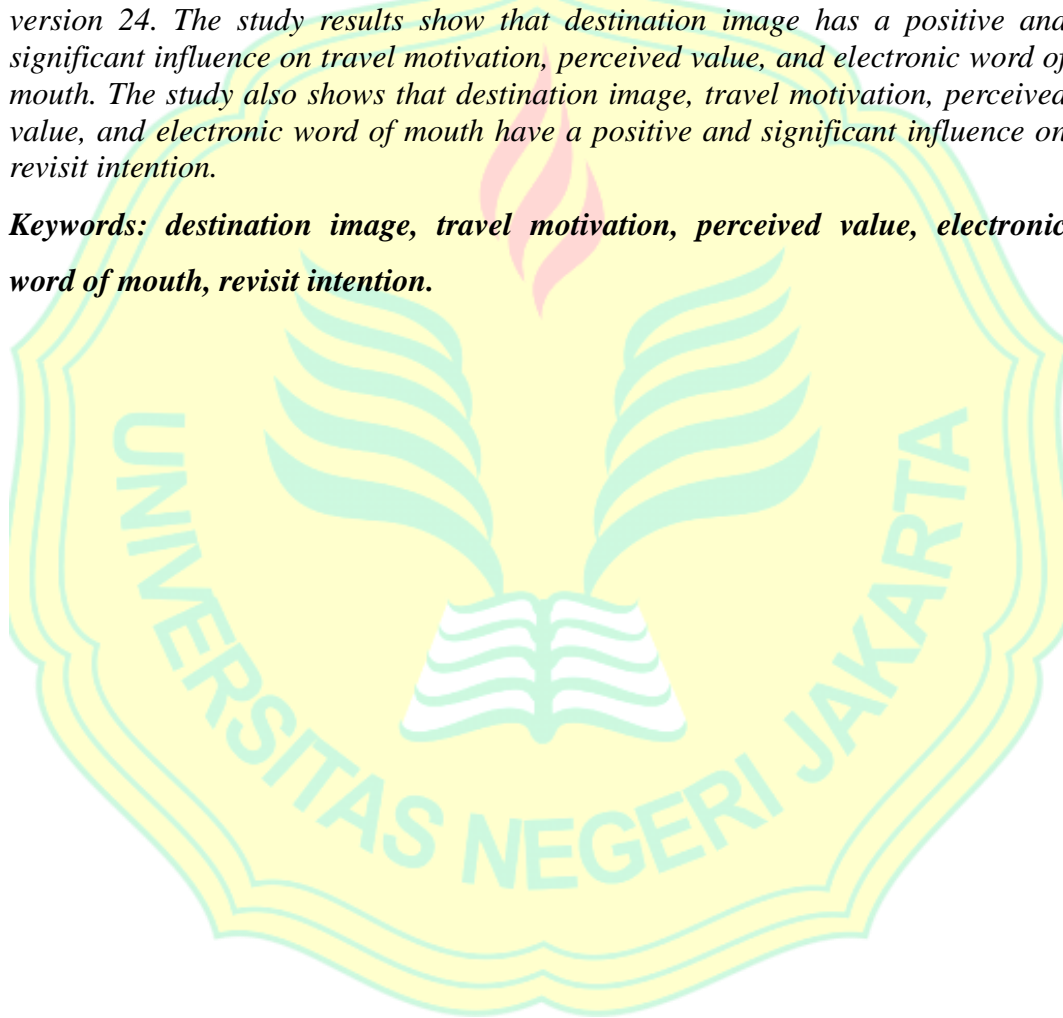 version 24. The study results show that destination image has a positive and
significant influence on travel motivation, perceived value, and electronic word of
mouth. The study also shows that destination image, travel motivation, perceived
value, and electronic word of mouth have a positive and significant influence on
revisit intention.
Keywords: destination image, travel motivation, perceived value, electronic
word of mouth, revisit intention.
UNIVERSITAS NEGERI JAKARTA